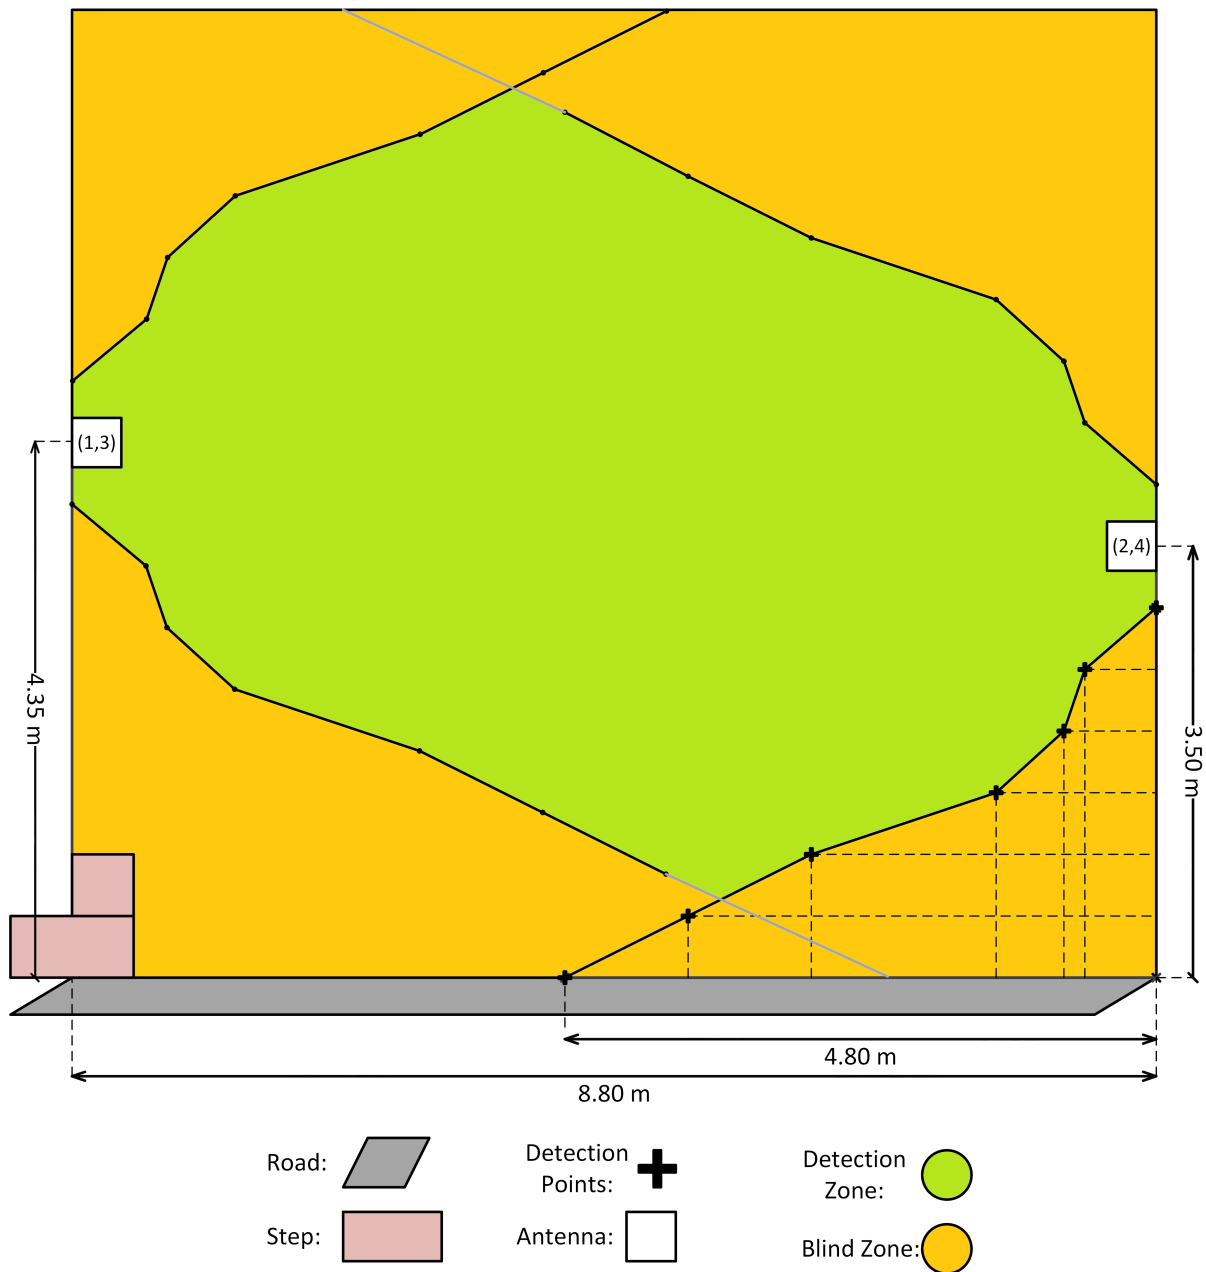 (1,3)
(2,4)
4.35 m
3.50 m
4.80 m
8.80 m
Road:
Detection
Points:
Detection
Zone:
Step:
Antenna:
Blind Zone: